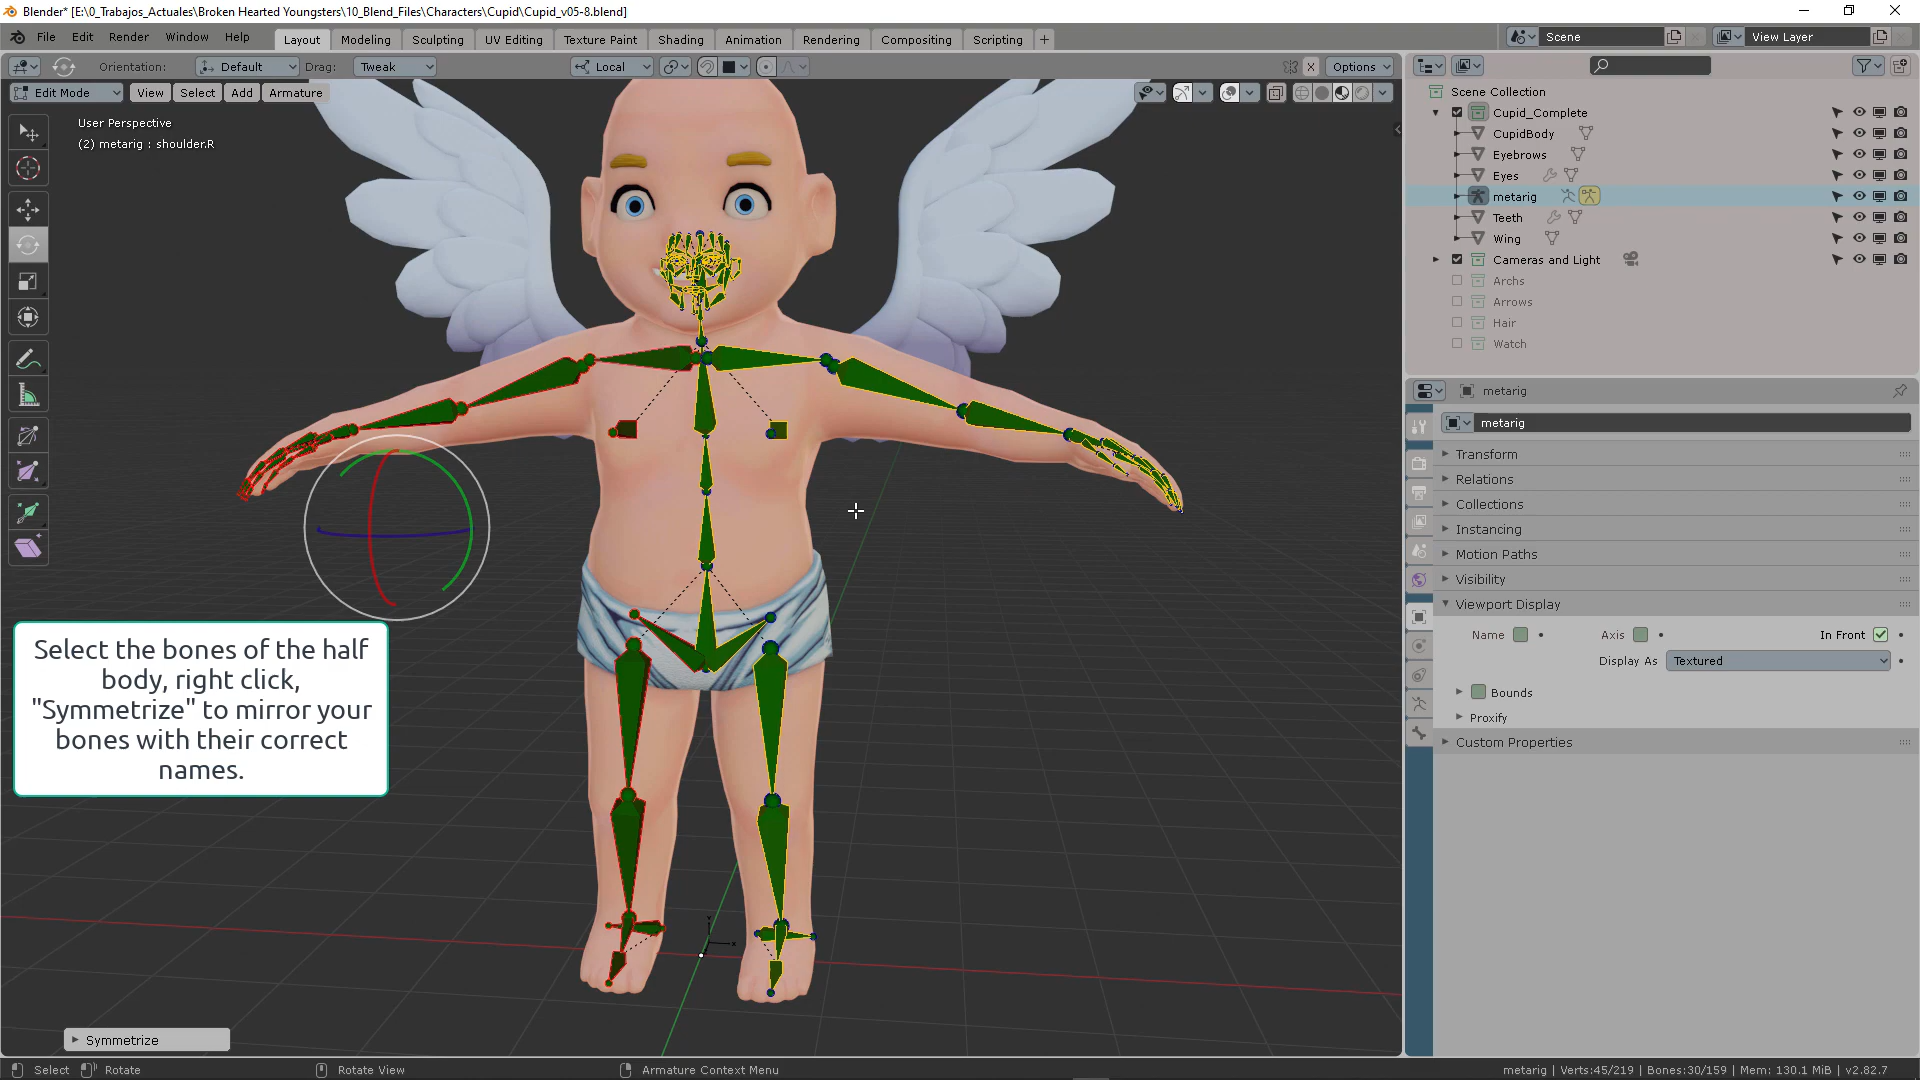 Blender* [E:\0_Trabajos_Actuales\Broken Hearted Youngsters\10_Blend_Files\Characters\Cupid\Cupid_v05-8.blend]
File Edit Render Window Help Layout Modeling Sculpting UV Editing Texture Paint Shading Animation Rendering Compositing Scripting + Scene View Layer
Orientation: Default Drag: Tweak Local X Options
Edit Mode View Select Add Armature
User Perspective
(2) metarig : shoulder.R
Scene Collection
Cupid_Complete
CupidBody
Eyebrows
Eyes
metarig
Teeth
Wing
Cameras and Light
Archs
Arrows
Hair
Watch
metarig
metarig
Transform
Relations
Collections
Instancing
Motion Paths
Visibility
Viewport Display
Name Axis In Front
Display As Textured
Bounds
Proxify
Custom Properties
Select the bones of the half
body, right click,
"Symmetrize" to mirror your
bones with their correct
names.
Symmetrize
Select Rotate Rotate View Armature Context Menu metarig | Verts:45/219 | Bones:30/159 | Mem: 130.1 MiB | v2.82.7